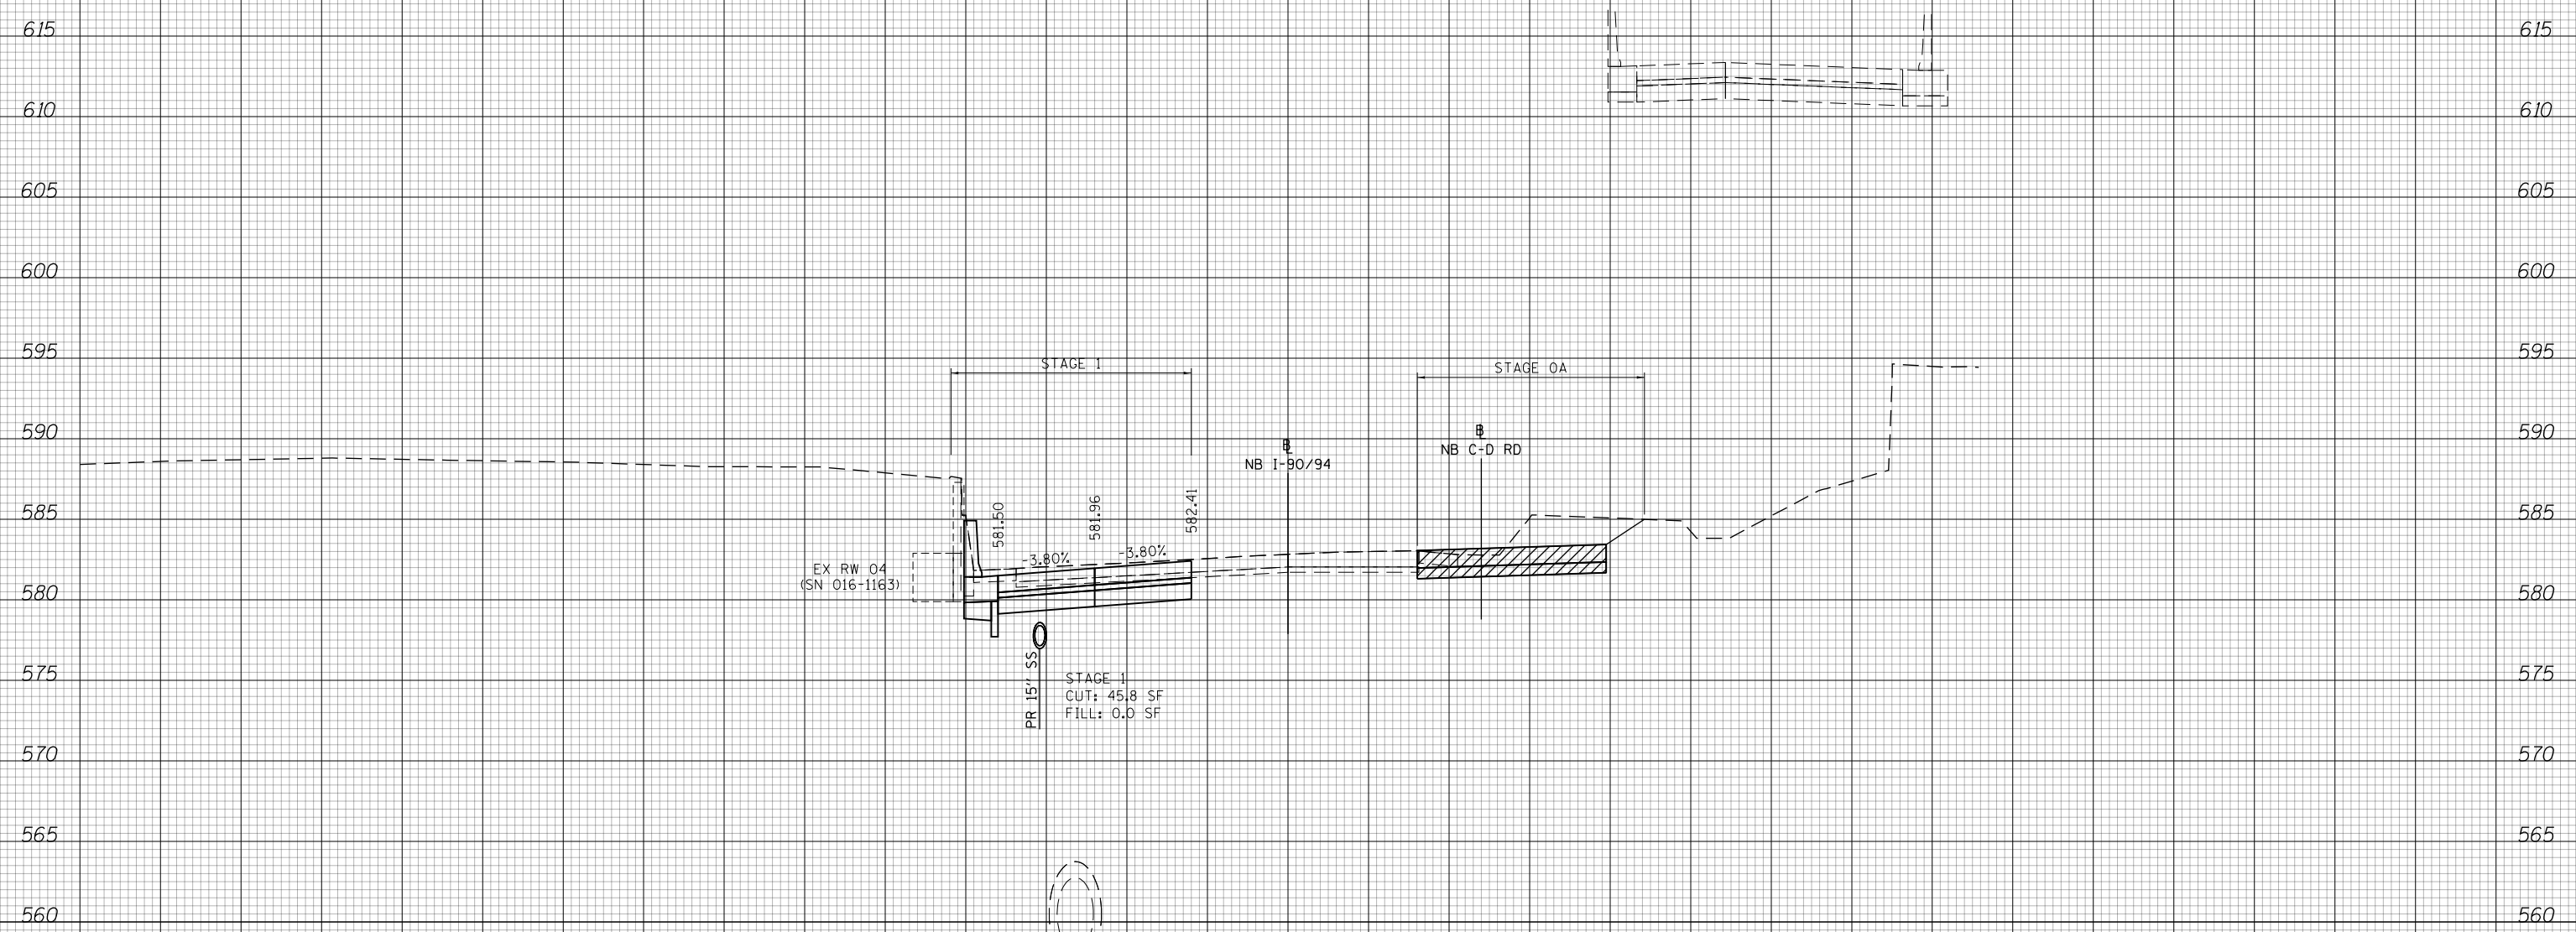 615 615
610 610
605 605
600 600
595 595
STAGE 1
STAGE 0A
590 590
NB I-90/94
NB C-D RD
585 585
581.50
581.96
582.41
-3.80%
-3.80%
EX RW 04
(SN 016-1163)
580 580
575 575
PR 15" SS
STAGE 1
CUT: 45.8 SF
FILL: 0.0 SF
570 570
565 565
560 560